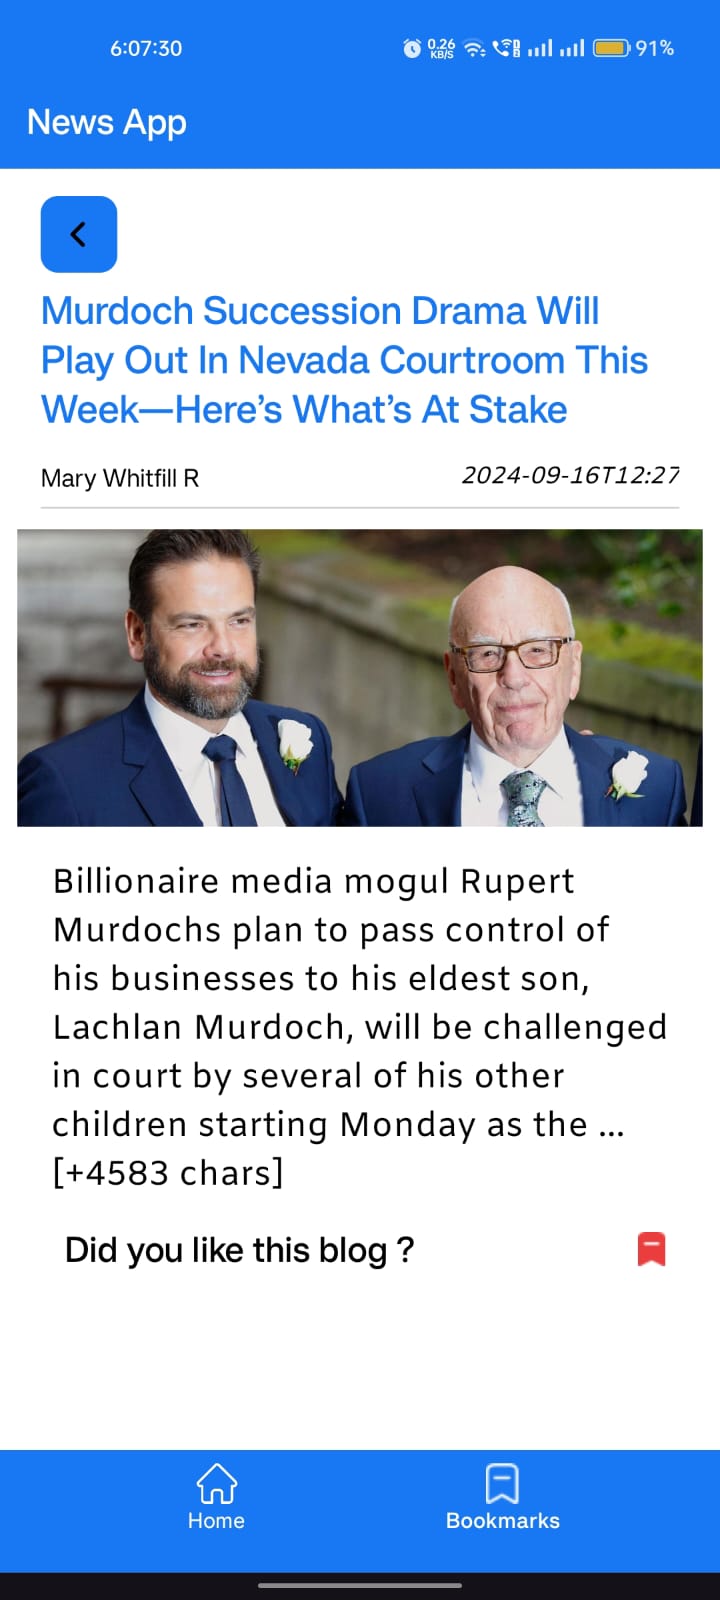 6:07:30
0.26
KB/S
91%
News App
Murdoch Succession Drama Will
Play Out In Nevada Courtroom This
Week—Here’s What’s At Stake
Mary Whitfill R
2024-09-16T12:27
Billionaire media mogul Rupert
Murdochs plan to pass control of
his businesses to his eldest son,
Lachlan Murdoch, will be challenged
in court by several of his other
children starting Monday as the ...
[+4583 chars]
Did you like this blog ?
Home
Bookmarks